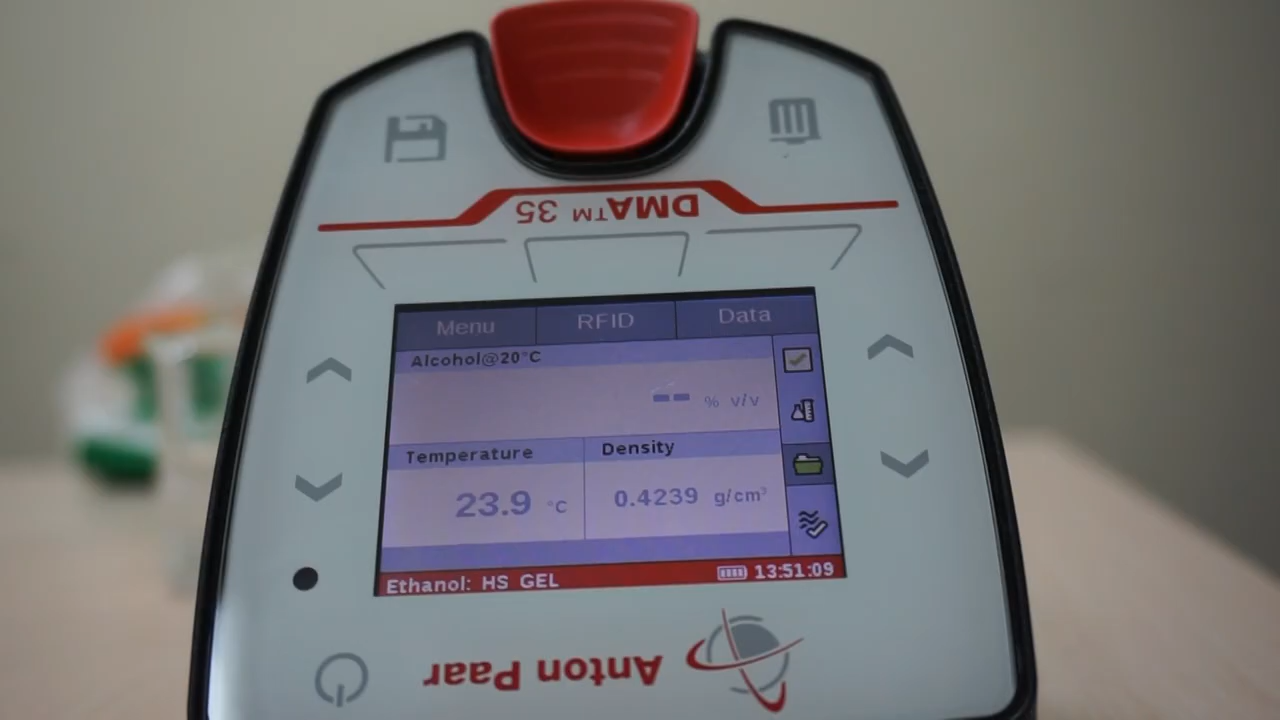 DMA™ 35
Menu RFID Data
Alcohol@20°C
-- % v/v
Temperature Density
23.9 °C 0.4239 g/cm³
Ethanol: HS GEL 13:51:09
Anton Paar